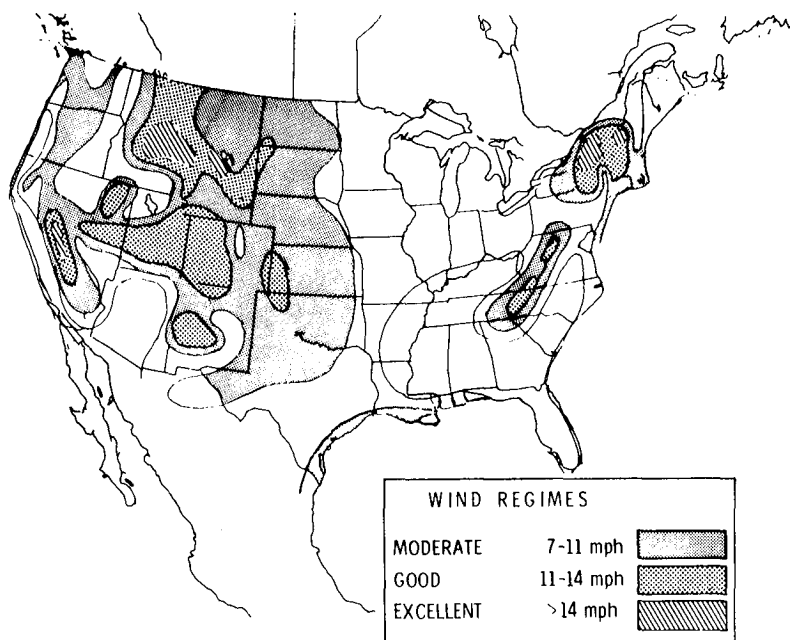 WIND REGIMES
MODERATE 7-11 mph
GOOD 11-14 mph
EXCELLENT >14 mph